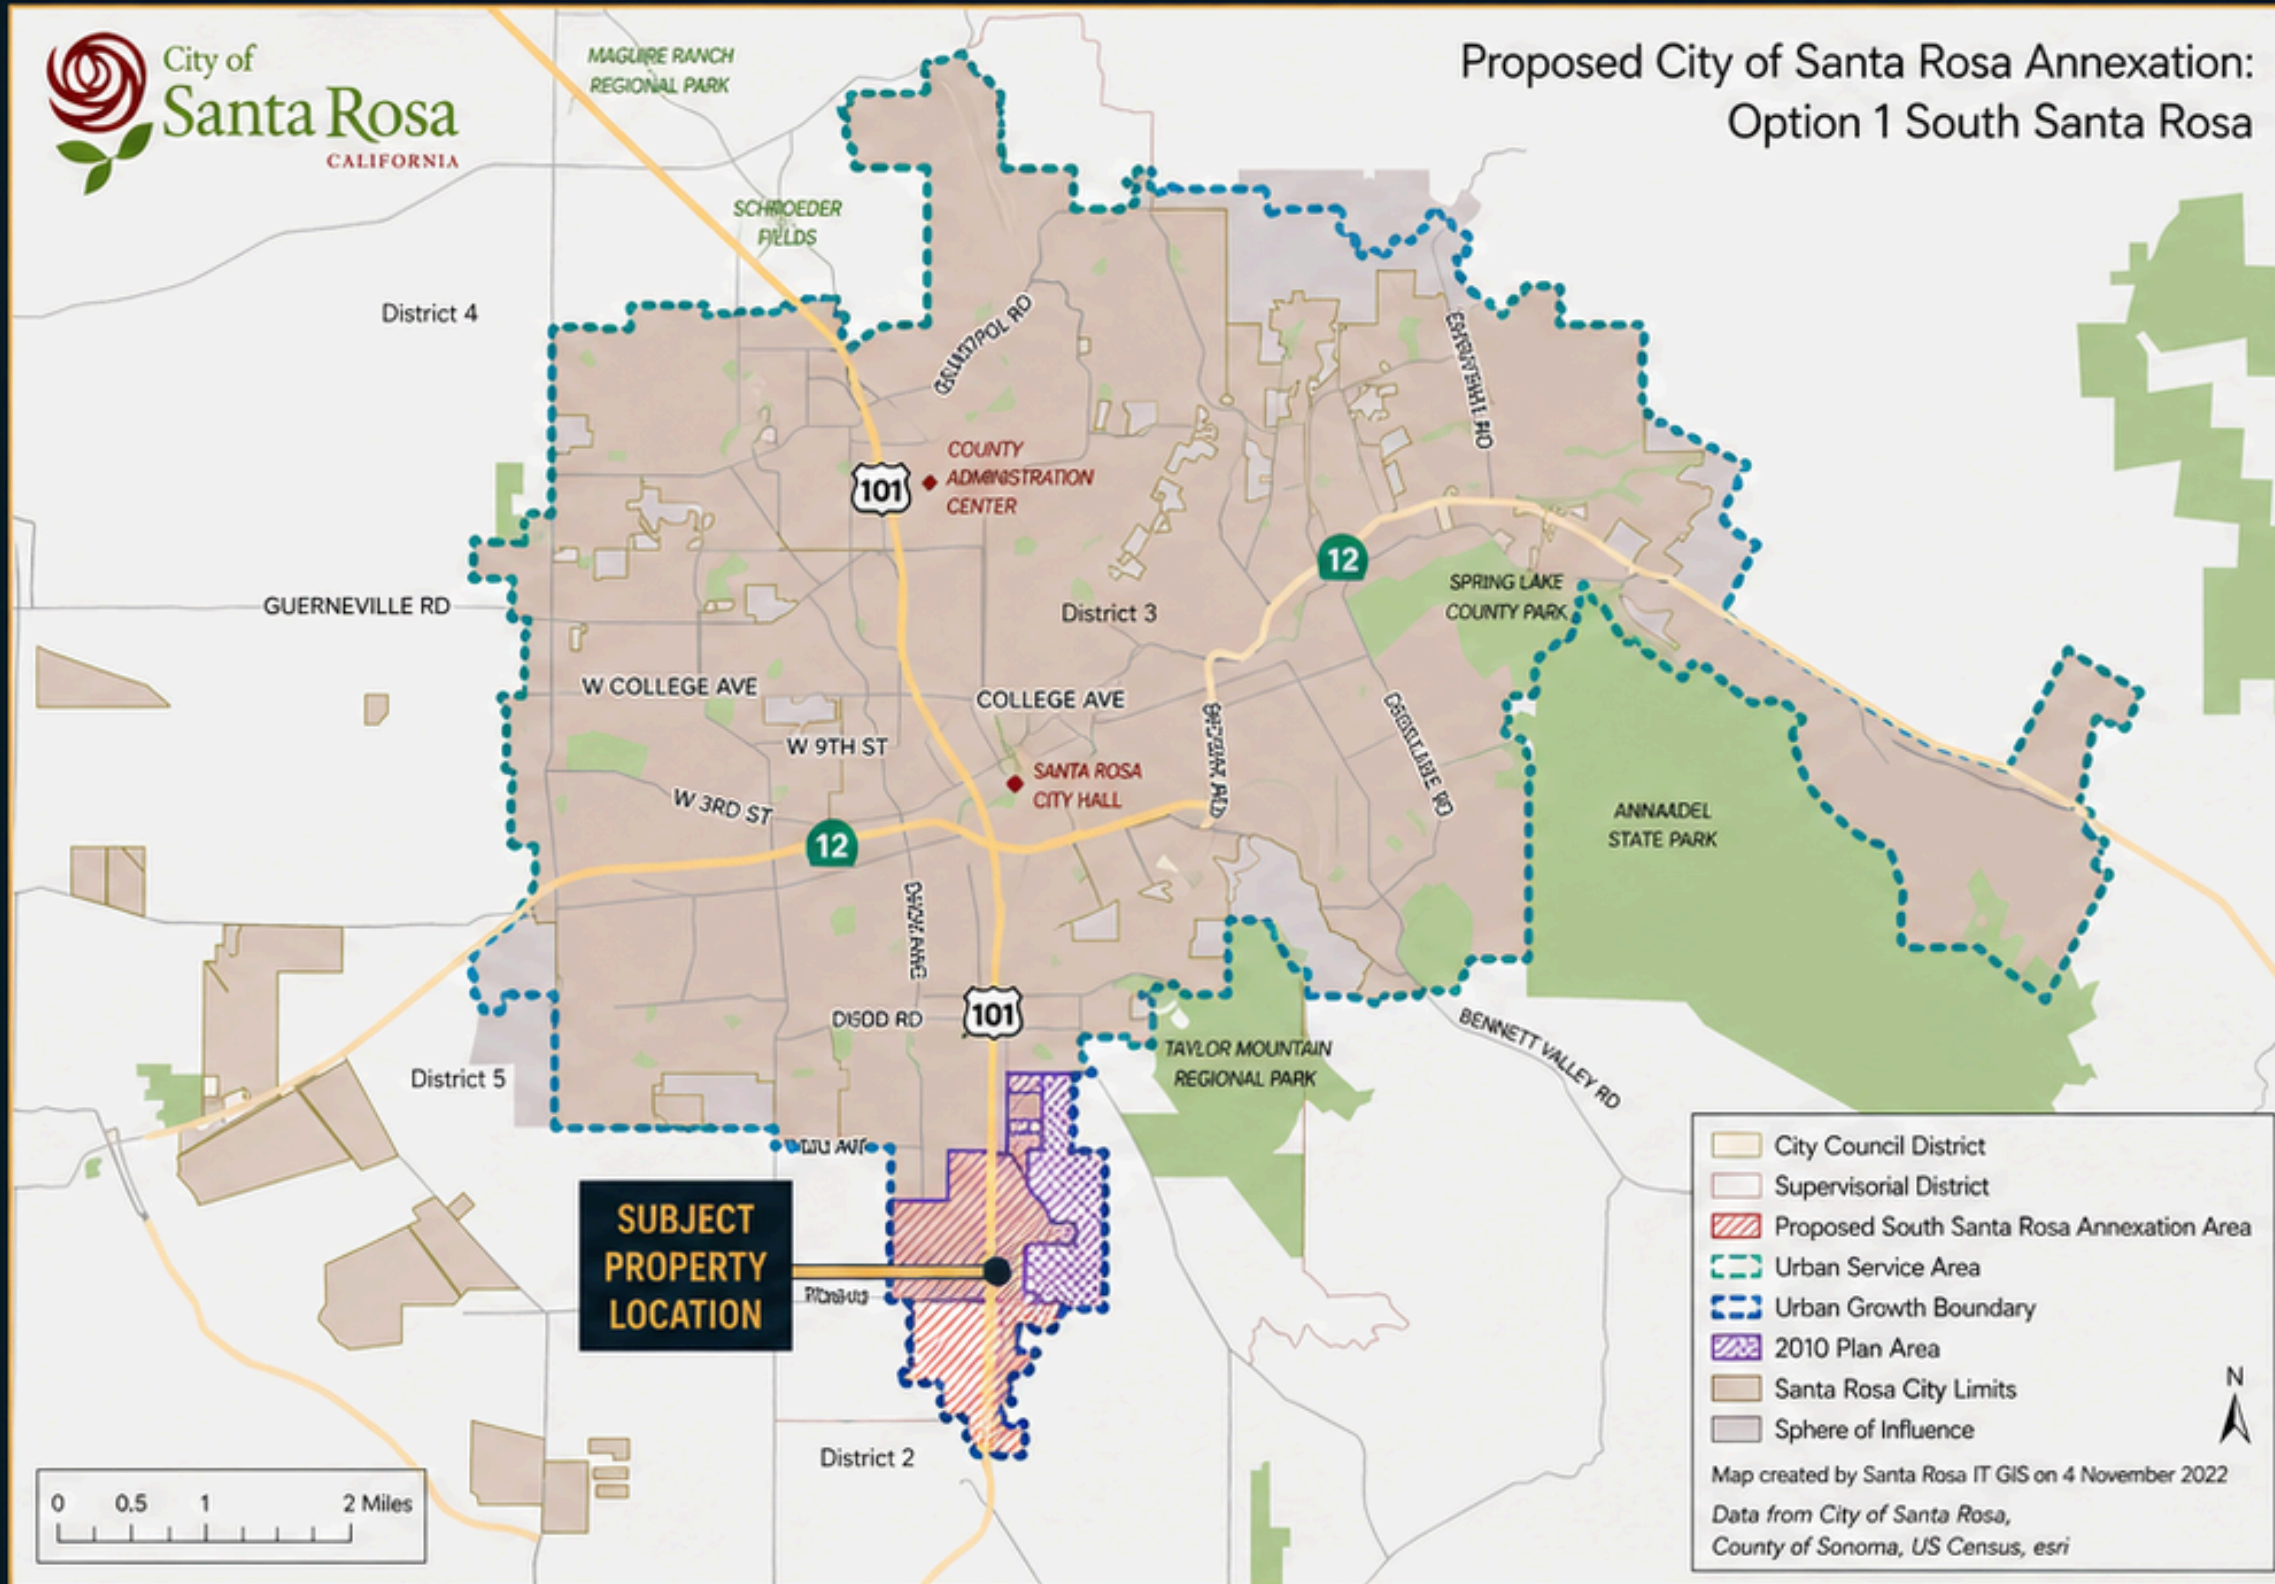 City of
Santa Rosa
CALIFORNIA
Proposed City of Santa Rosa Annexation:
Option 1 South Santa Rosa
MAGUIRE RANCH
REGIONAL PARK
District 4
101
COUNTY
ADMINISTRATION
CENTER
12
SPRING LAKE
COUNTY PARK
GUERNEVILLE RD
District 3
W COLLEGE AVE
COLLEGE AVE
W 9TH ST
SANTA ROSA
CITY HALL
W 3RD ST
12
STATE PARK
101
RD
BENNETT VALLEY RD
MOUNTAIN
REGIONAL PARK
District 5
SUBJECT
PROPERTY
LOCATION
District 2
0 0.5 1 2 Miles
City Council District
Supervisorial District
Proposed South Santa Rosa Annexation Area
Urban Service Area
Urban Growth Boundary
2010 Plan Area
Santa Rosa City Limits
Sphere of Influence
N
Map created by Santa Rosa IT GIS on 4 November 2022
Data from City of Santa Rosa,
County of Sonoma, US Census, esri